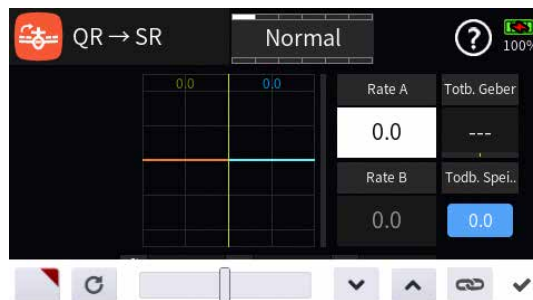 QR → SR
Normal
?
100%
0.0
0.0
Rate A
Totb. Geber
0.0
---
Rate B
Todb. Spei..
0.0
0.0